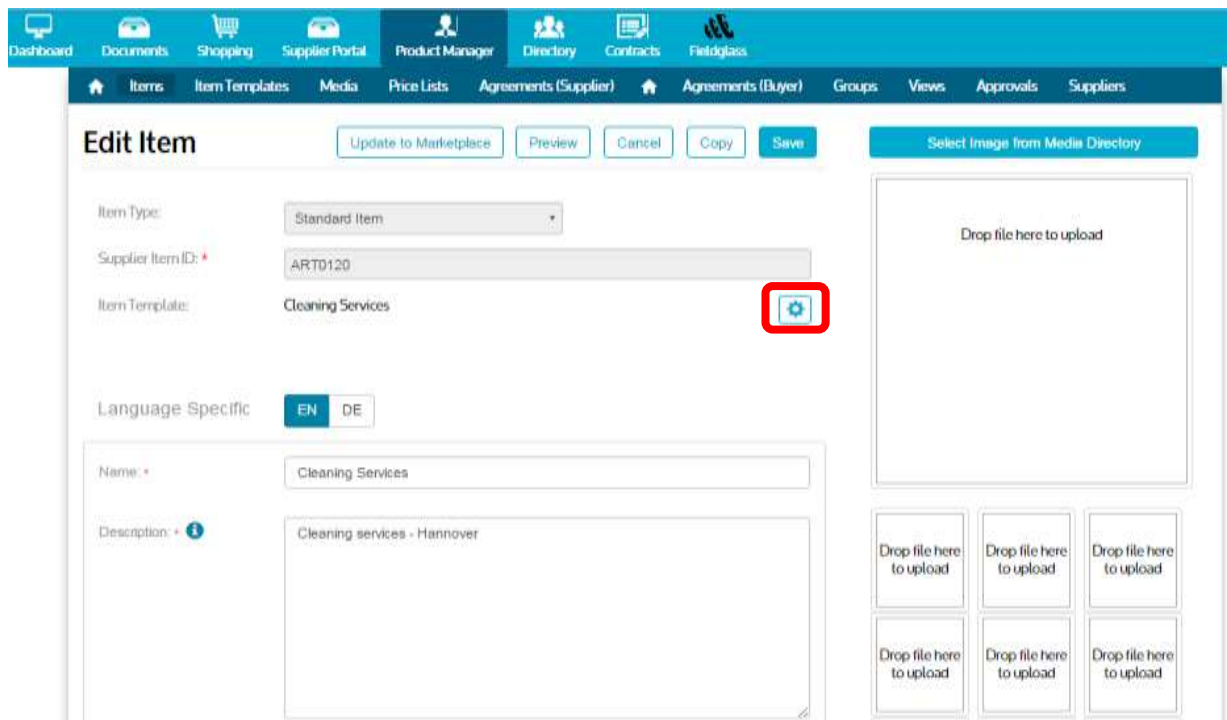 Dashboard Documents Shopping Supplier Portal Product Manager Directory Contracts Fieldglass
Items Item Templates Media Price Lists Agreements (Supplier) Agreements (Buyer) Groups Views Approvals Suppliers
Edit Item Update to Marketplace Preview Cancel Copy Save Select Image from Media Directory
Item Type: Standard Item
Drop file here to upload
Supplier Item ID: * ART0120
Item Template: Cleaning Services
Language Specific EN DE
Name: * Cleaning Services
Description: * i Cleaning services - Hannover
Drop file here Drop file here Drop file here
to upload to upload to upload
Drop file here Drop file here Drop file here
to upload to upload to upload